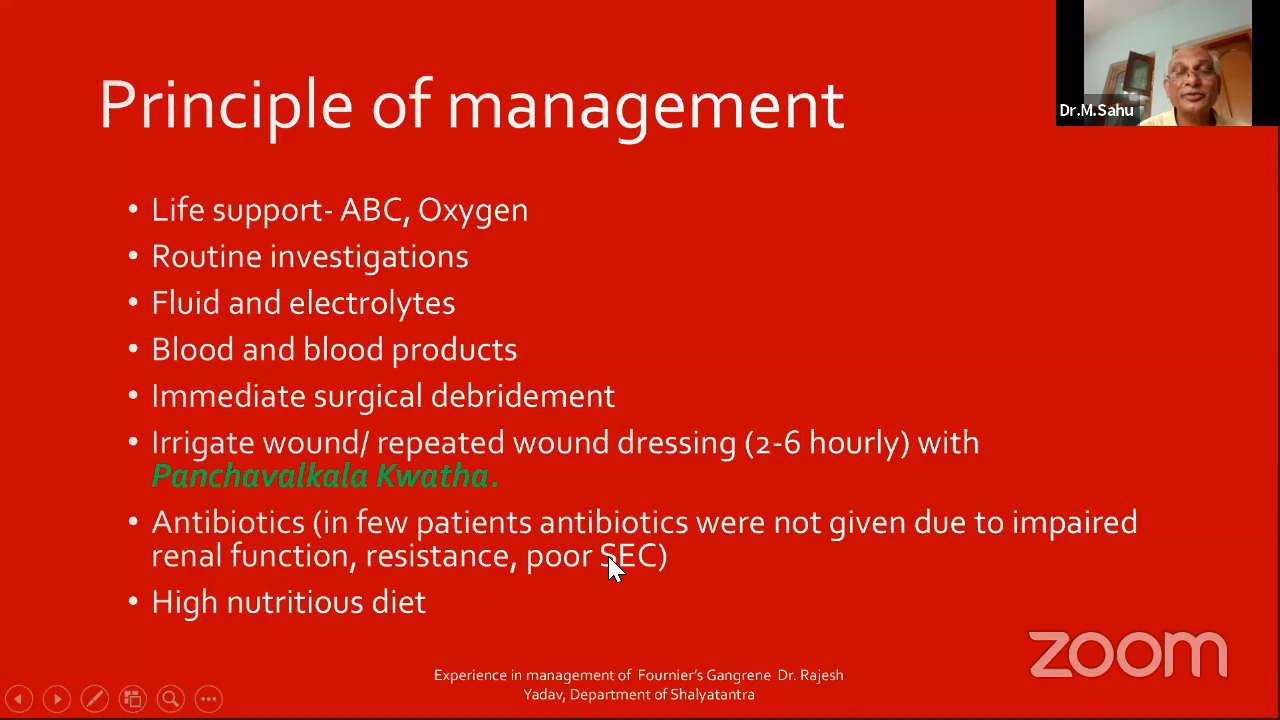 Principle of management
Dr.M.Sahu
• Life support- ABC, Oxygen
• Routine investigations
• Fluid and electrolytes
• Blood and blood products
• Immediate surgical debridement
• Irrigate wound/ repeated wound dressing (2-6 hourly) with
Panchavalkala Kwatha.
• Antibiotics (in few patients antibiotics were not given due to impaired
renal function, resistance, poor SEC)
• High nutritious diet
zoom
Experience in management of Fournier's Gangrene Dr. Rajesh
Yadav, Department of Shalyatantra